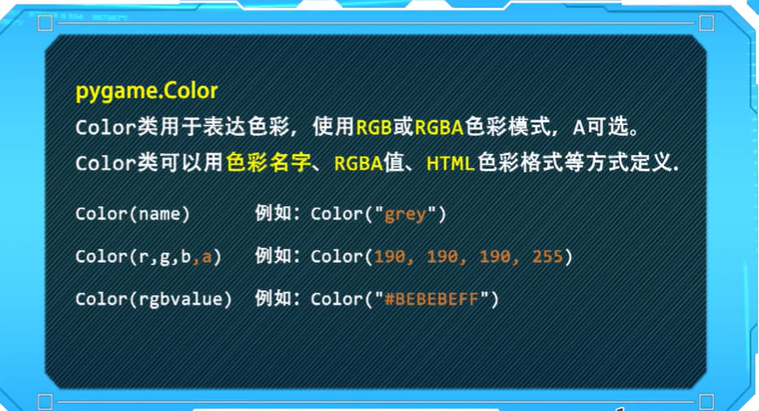 pygame.Color
Color类用于表达色彩，使用RGB或RGBA色彩模式，A可选。
Color类可以用色彩名字、RGBA值、HTML色彩格式等方式定义.
Color(name) 例如：Color("grey")
Color(r,g,b,a) 例如：Color(190, 190, 190, 255)
Color(rgbvalue) 例如：Color("#BEBEBEFF")